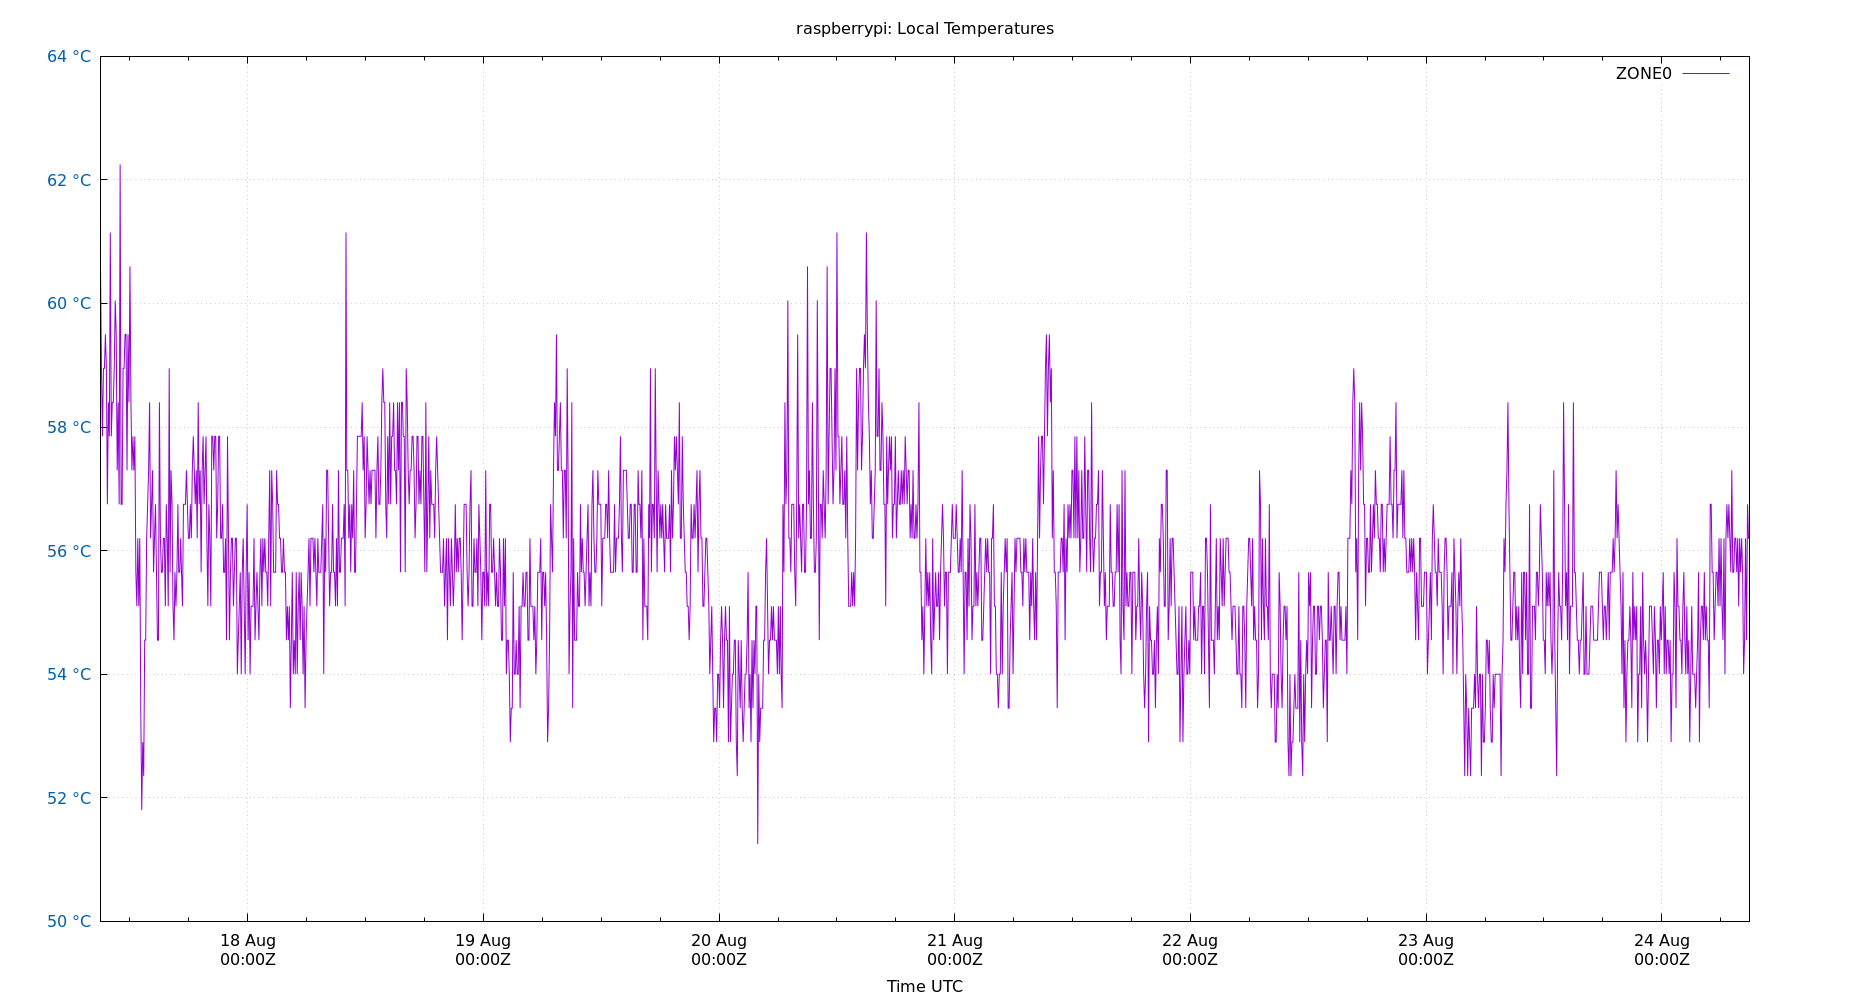 raspberrypi: Local Temperatures
64 °C
ZONE0
62 °C
60 °C
58 °C
56 °C
54 °C
52 °C
50 °C
18 Aug 19 Aug 20 Aug 21 Aug 22 Aug 23 Aug 24 Aug
00:00Z 00:00Z 00:00Z 00:00Z 00:00Z 00:00Z 00:00Z
Time UTC